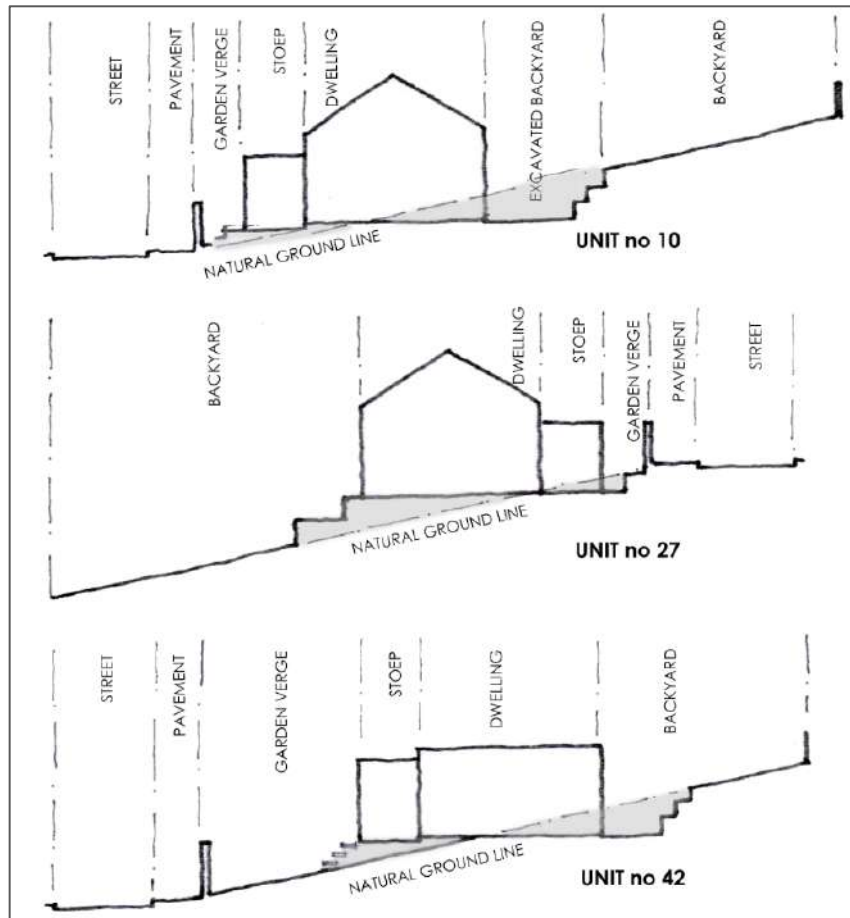 STREET
PAVEMENT
GARDEN VERGE
STOEP
DWELLING
EXCAVATED BACKYARD
BACKYARD
NATURAL GROUND LINE
UNIT no 10
BACKYARD
DWELLING
STOEP
GARDEN VERGE
PAVEMENT
STREET
NATURAL GROUND LINE
UNIT no 27
STREET
PAVEMENT
GARDEN VERGE
STOEP
DWELLING
BACKYARD
NATURAL GROUND LINE
UNIT no 42